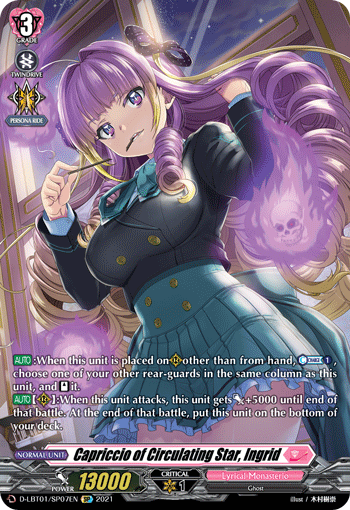 3
GRADE
TWINDRIVE
PERSONA RIDE
AUTO :When this unit is placed on other than from hand, 1 ,
choose one of your other rear-guards in the same column as this
unit, and it.
AUTO 【 】:When this unit attacks, this unit gets +5000 until end
of that battle. At the end of that battle, put this unit on the bottom of
your deck.
NORMAL UNIT Capriccio of Circulating Star, Ingrid
POWER 13000 CRITICAL 1 Lyrical Monasterio
Ghost
D-LBT01/SP07EN SP 2021 illust / 木村樹崇